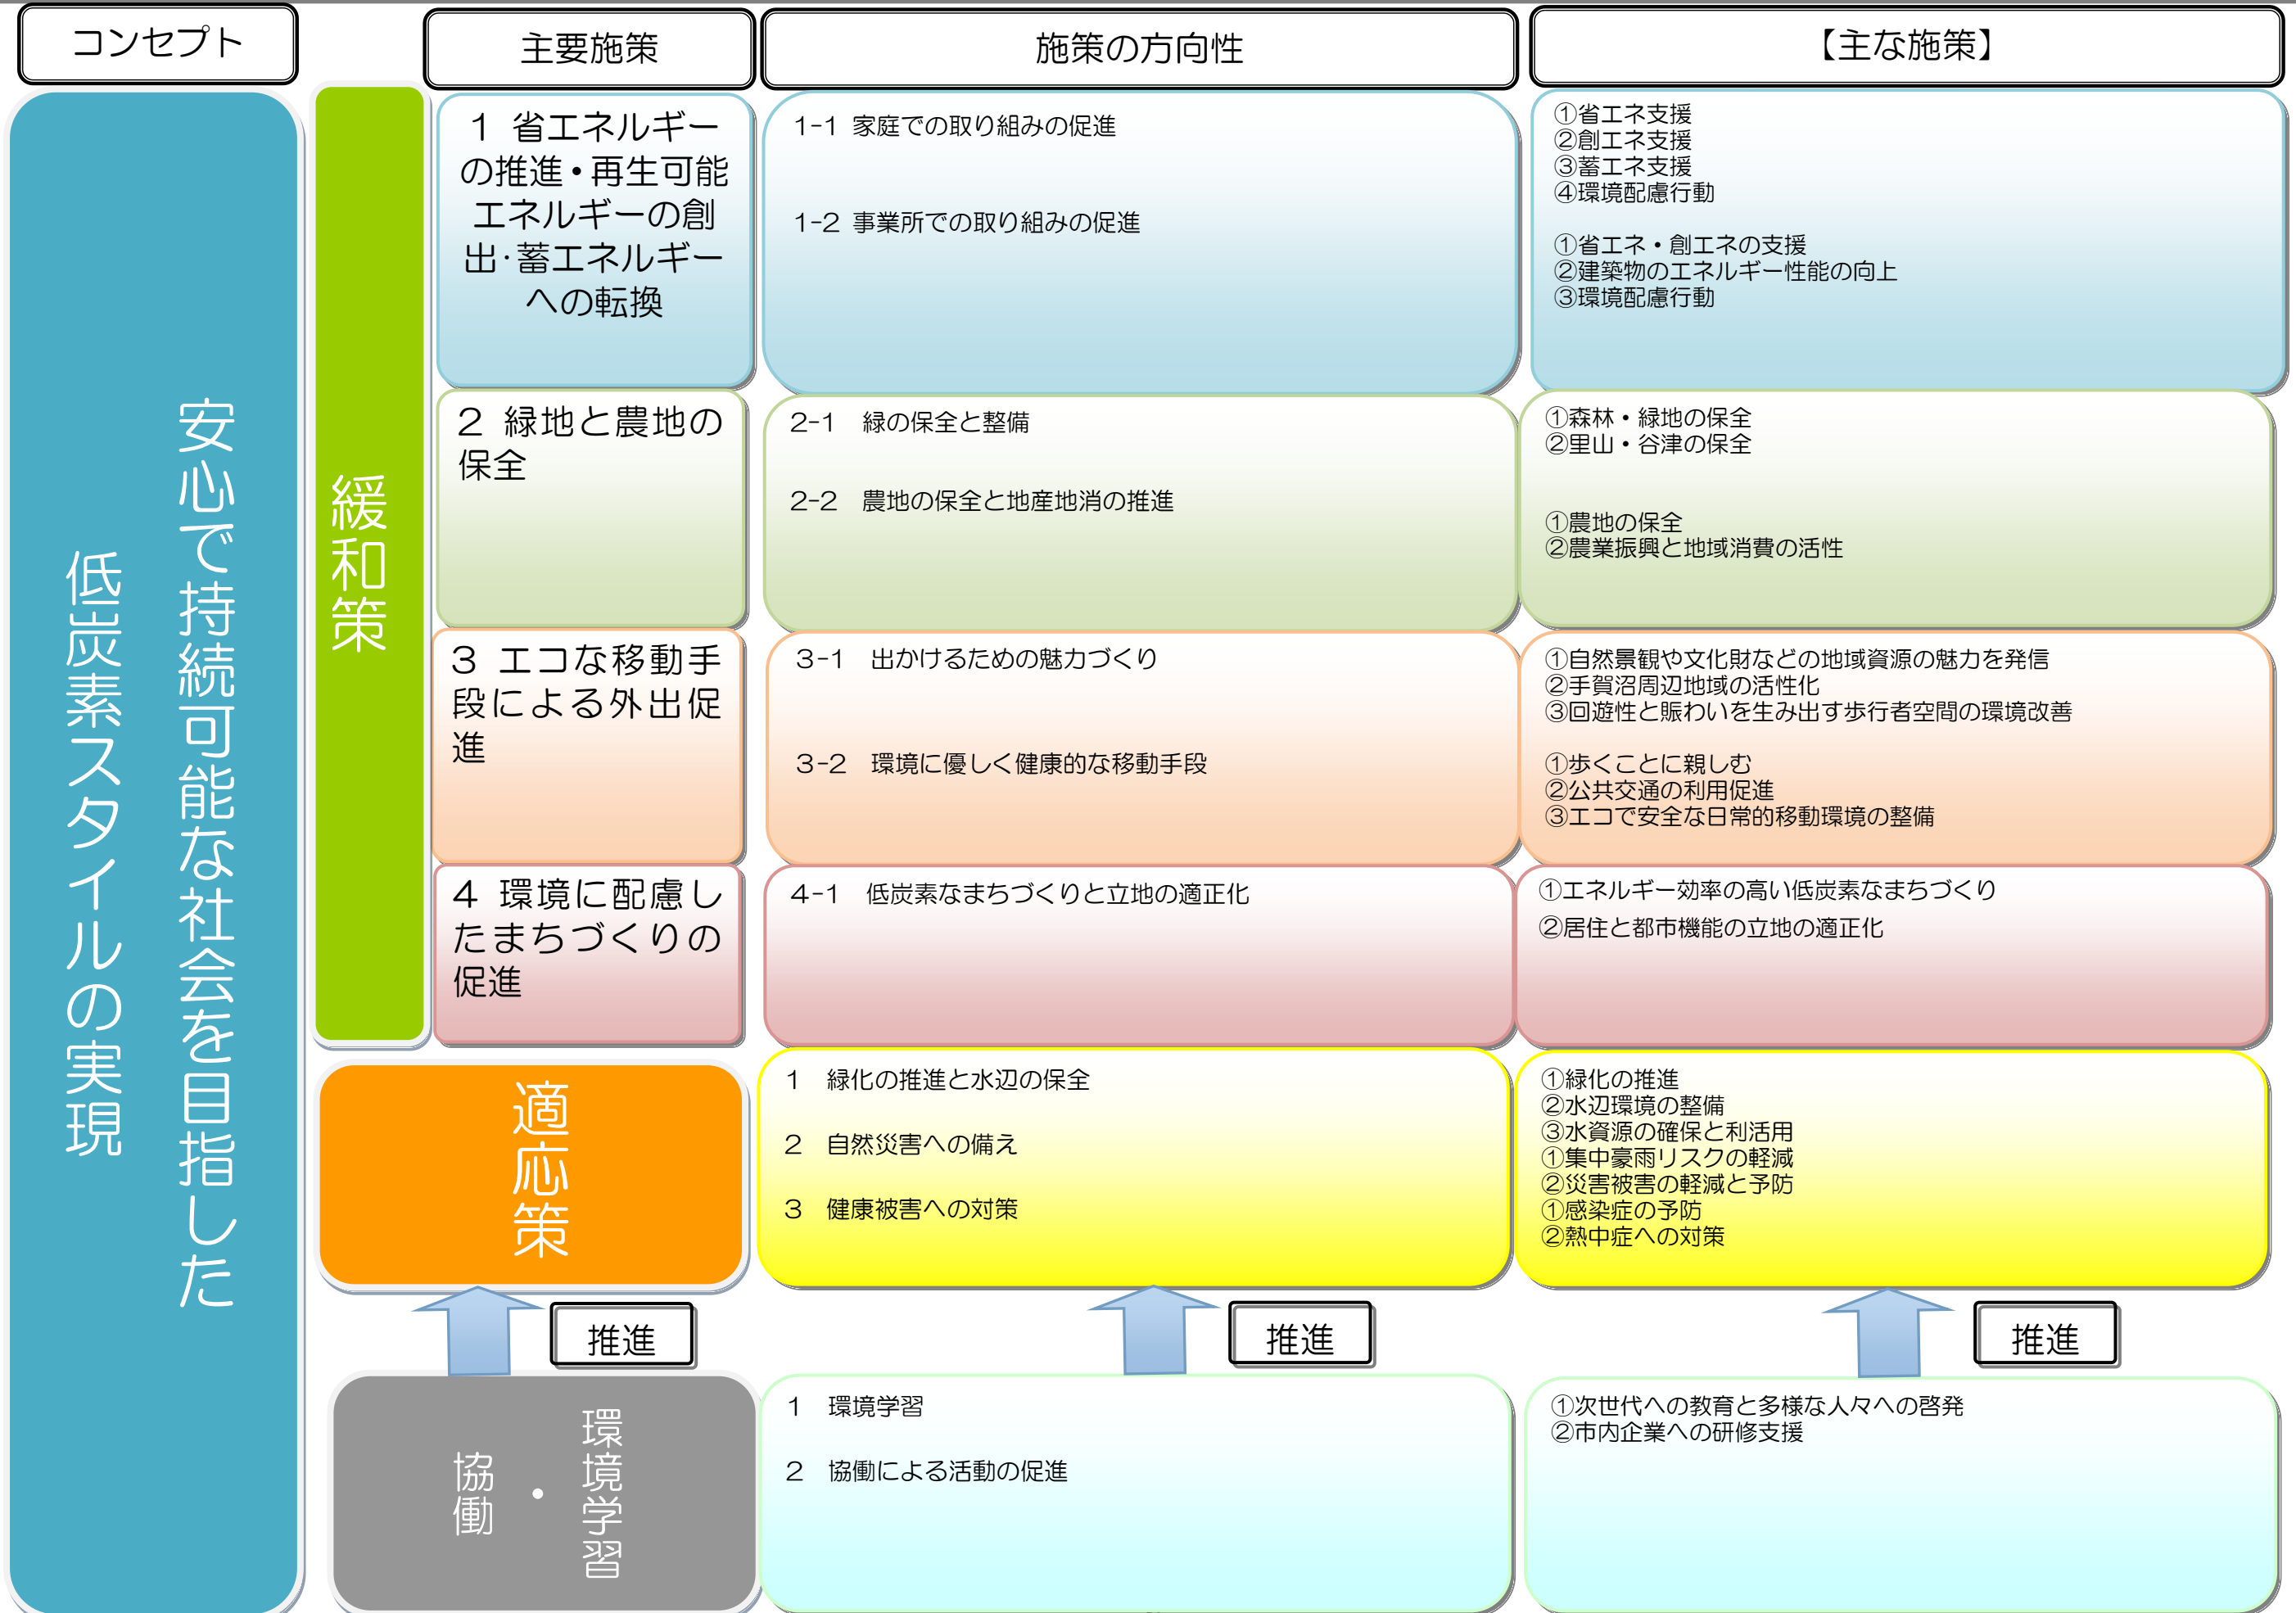 コンセプト
主要施策
施策の方向性
【主な施策】
安心で持続可能な社会を目指した
低炭素スタイルの実現
緩和策
1 省エネルギー
の推進・再生可能
エネルギーの創
出・蓄エネルギー
への転換
1-1 家庭での取り組みの促進
1-2 事業所での取り組みの促進
①省エネ支援
②創エネ支援
③蓄エネ支援
④環境配慮行動
①省エネ・創エネの支援
②建築物のエネルギー性能の向上
③環境配慮行動
2 緑地と農地の
保全
2-1 緑の保全と整備
2-2 農地の保全と地産地消の推進
①森林・緑地の保全
②里山・谷津の保全
①農地の保全
②農業振興と地域消費の活性
3 エコな移動手
段による外出促
進
3-1 出かけるための魅力づくり
3-2 環境に優しく健康的な移動手段
①自然景観や文化財などの地域資源の魅力を発信
②手賀沼周辺地域の活性化
③回遊性と賑わいを生み出す歩行者空間の環境改善
①歩くことに親しむ
②公共交通の利用促進
③エコで安全な日常的移動環境の整備
4 環境に配慮し
たまちづくりの
促進
4-1 低炭素なまちづくりと立地の適正化
①エネルギー効率の高い低炭素なまちづくり
②居住と都市機能の立地の適正化
適応策
1 緑化の推進と水辺の保全
2 自然災害への備え
3 健康被害への対策
①緑化の推進
②水辺環境の整備
③水資源の確保と利活用
①集中豪雨リスクの軽減
②災害被害の軽減と予防
①感染症の予防
②熱中症への対策
推進
推進
推進
環境学習
・
協働
1 環境学習
2 協働による活動の促進
①次世代への教育と多様な人々への啓発
②市内企業への研修支援